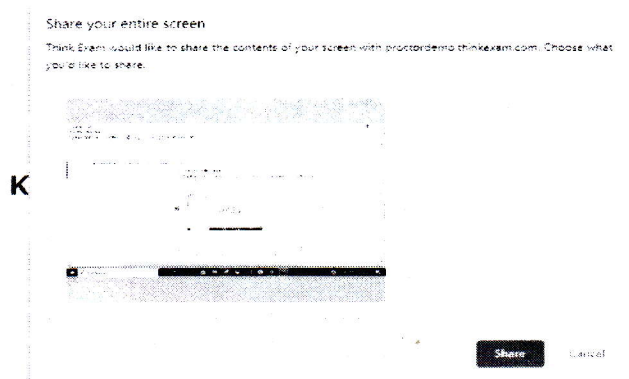 Share your entire screen
Think Exam would like to share the contents of your screen with proctordemo.thinkexam.com. Choose what
you'd like to share.
K
Share Cancel